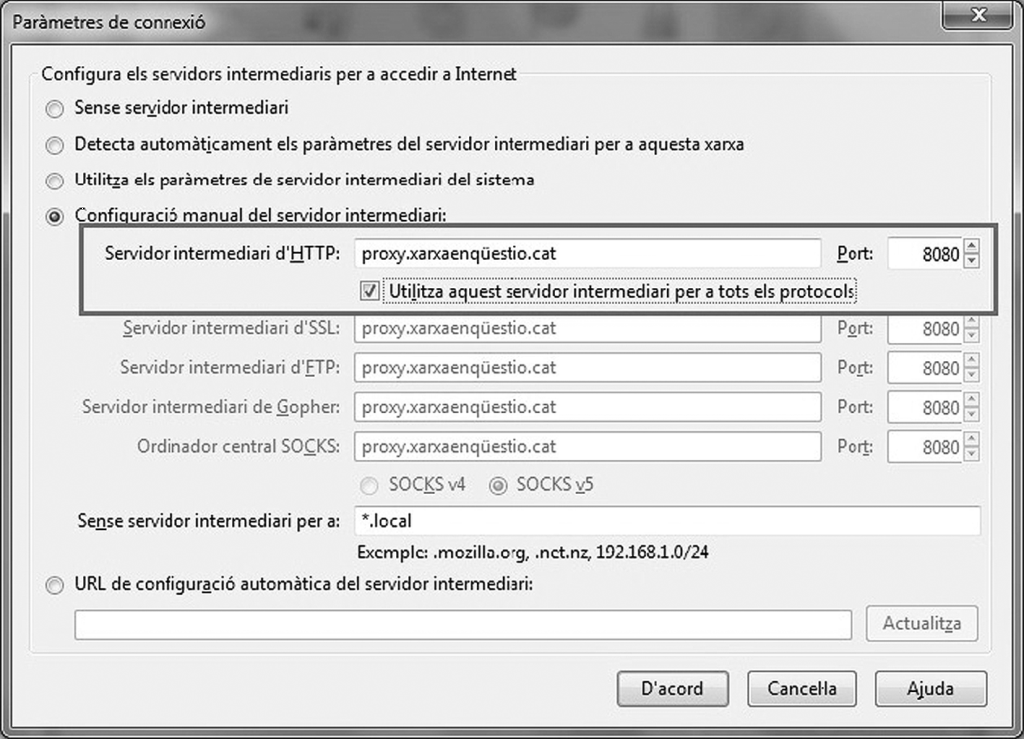 Paràmetres de connexió
Configura els servidors intermediaris per a accedir a Internet
Sense servidor intermediari
Detecta automàticament els paràmetres del servidor intermediari per a aquesta xarxa
Utilitza els paràmetres de servidor intermediari del sistema
Configuració manual del servidor intermediari:
Servidor intermediari d'HTTP: proxy.xarxaenqüestio.cat Port: 8080
Utilitza aquest servidor intermediari per a tots els protocols
Servidor intermediari d'SSL: proxy.xarxaenqüestio.cat Port: 8080
Servidor intermediari d'FTP: proxy.xarxaenqüestio.cat Port: 8080
Servidor intermediari de Gopher: proxy.xarxaenqüestio.cat Port: 8080
Ordinador central SOCKS: proxy.xarxaenqüestio.cat Port: 8080
SOCKS v4 SOCKS v5
Sense servidor intermediari per a: *.local
Exemple: .mozilla.org, .net.nz, 192.168.1.0/24
URL de configuració automàtica del servidor intermediari:
Actualitza
D'acord Cancel·la Ajuda